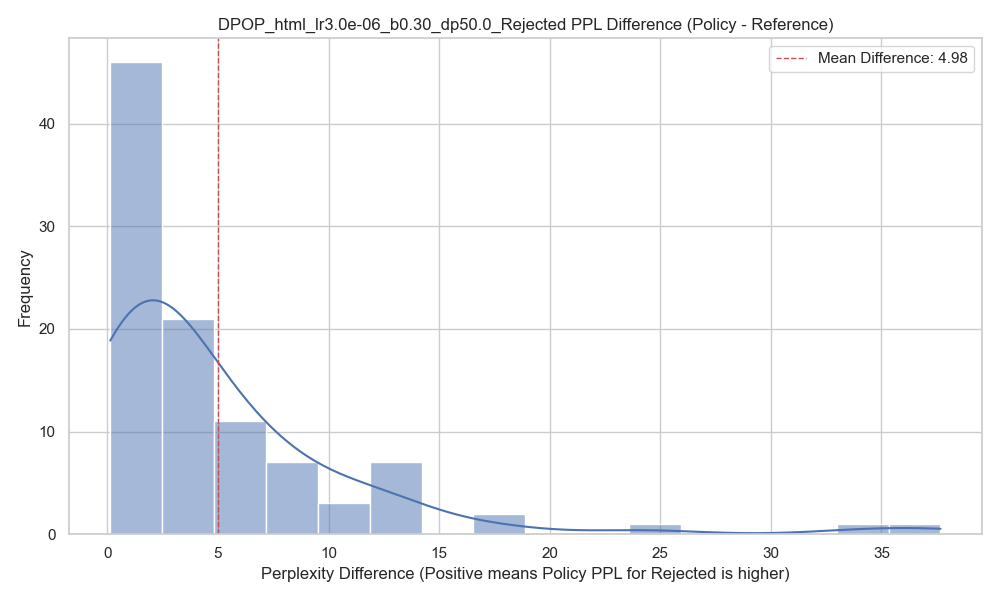 DPOP_html_lr3.0e-06_b0.30_dp50.0_Rejected PPL Difference (Policy - Reference)
Mean Difference: 4.98
Frequency
40
30
20
10
0
0 5 10 15 20 25 30 35
Perplexity Difference (Positive means Policy PPL for Rejected is higher)